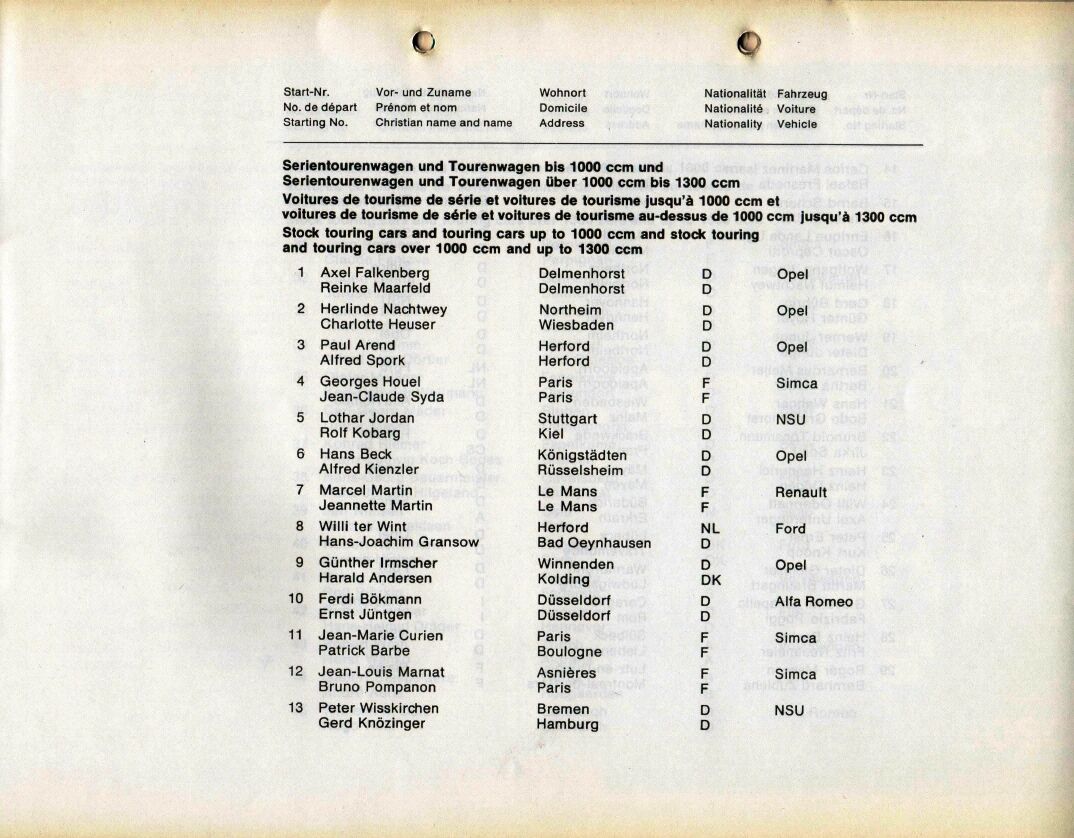 Start-Nr. Vor- und Zuname Wohnort Nationalität Fahrzeug
No. de départ Prénom et nom Domicile Nationalité Voiture
Starting No. Christian name and name Address Nationality Vehicle
Serientourenwagen und Tourenwagen bis 1000 ccm und
Serientourenwagen und Tourenwagen über 1000 ccm bis 1300 ccm
Voitures de tourisme de série et voitures de tourisme jusqu'à 1000 ccm et
voitures de tourisme de série et voitures de tourisme au-dessus de 1000 ccm jusqu'à 1300 ccm
Stock touring cars and touring cars up to 1000 ccm and stock touring
and touring cars over 1000 ccm and up to 1300 ccm
1 Axel Falkenberg Delmenhorst D Opel
Reinke Maarfeld Delmenhorst D
2 Herlinde Nachtwey Northeim D Opel
Charlotte Heuser Wiesbaden D
3 Paul Arend Herford D Opel
Alfred Spork Herford D
4 Georges Houel Paris F Simca
Jean-Claude Syda Paris F
5 Lothar Jordan Stuttgart D NSU
Rolf Kobarg Kiel D
6 Hans Beck Königstädten D Opel
Alfred Kienzler Rüsselsheim D
7 Marcel Martin Le Mans F Renault
Jeannette Martin Le Mans F
8 Willi ter Wint Herford NL Ford
Hans-Joachim Gransow Bad Oeynhausen D
9 Günther Irmscher Winnenden D Opel
Harald Andersen Kolding DK
10 Ferdi Bökmann Düsseldorf D Alfa Romeo
Ernst Jüntgen Düsseldorf D
11 Jean-Marie Curien Paris F Simca
Patrick Barbe Boulogne F
12 Jean-Louis Marnat Asnières F Simca
Bruno Pompanon Paris F
13 Peter Wisskirchen Bremen D NSU
Gerd Knözinger Hamburg D